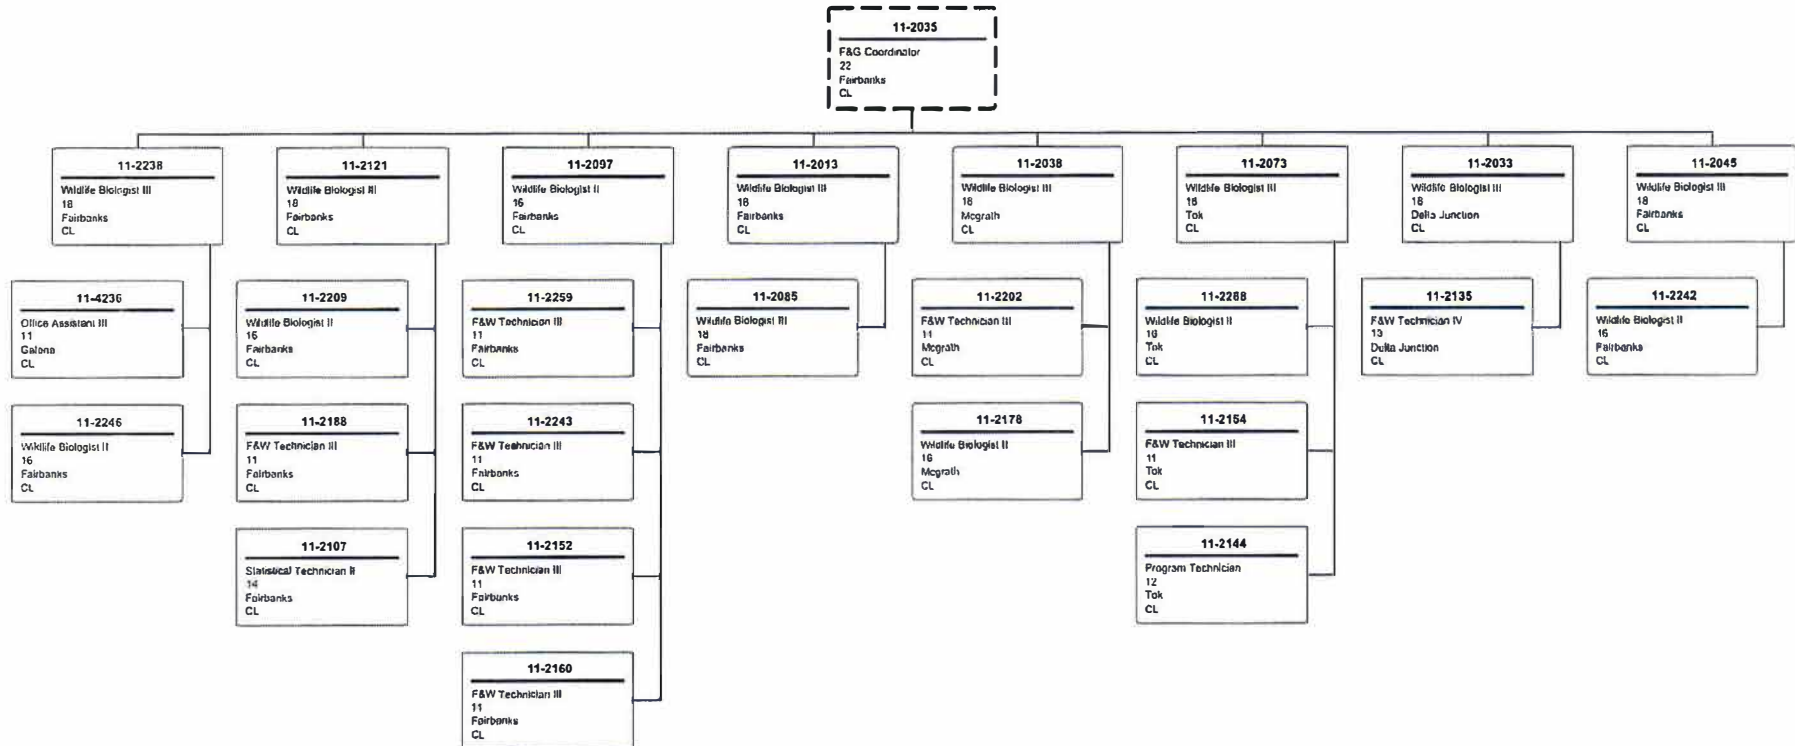 11-2035
F&G Coordinator
22
Fairbanks
CL
11-2238
Wildlife Biologist III
18
Fairbanks
CL
11-2121
Wildlife Biologist III
18
Fairbanks
CL
11-2097
Wildlife Biologist II
16
Fairbanks
CL
11-2013
Wildlife Biologist III
18
Fairbanks
CL
11-2038
Wildlife Biologist III
18
Mcgrath
CL
11-2073
Wildlife Biologist III
18
Tok
CL
11-2033
Wildlife Biologist III
18
Delta Junction
CL
11-2045
Wildlife Biologist III
18
Fairbanks
CL
11-4236
Office Assistant III
11
Galena
CL
11-2209
Wildlife Biologist II
16
Fairbanks
CL
11-2259
F&W Technician III
11
Fairbanks
CL
11-2085
Wildlife Biologist III
18
Fairbanks
CL
11-2202
F&W Technician III
11
Mcgrath
CL
11-2288
Wildlife Biologist II
16
Tok
CL
11-2135
F&W Technician IV
13
Delta Junction
CL
11-2242
Wildlife Biologist II
16
Fairbanks
CL
11-2246
Wildlife Biologist II
16
Fairbanks
CL
11-2188
F&W Technician III
11
Fairbanks
CL
11-2243
F&W Technician III
11
Fairbanks
CL
11-2178
Wildlife Biologist II
16
Mcgrath
CL
11-2154
F&W Technician III
11
Tok
CL
11-2107
Statistical Technician II
14
Fairbanks
CL
11-2152
F&W Technician III
11
Fairbanks
CL
11-2144
Program Technician
12
Tok
CL
11-2160
F&W Technician III
11
Fairbanks
CL